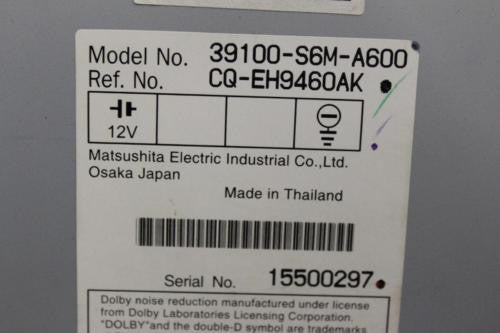 Model No. 39100-S6M-A600
Ref. No. CQ-EH9460AK
12V
Matsushita Electric Industrial Co.,Ltd.
Osaka Japan
Made in Thailand
Serial No. 15500297
Dolby noise reduction manufactured under license
from Dolby Laboratories Licensing Corporation.
"DOLBY"and the double-D symbol are trademarks